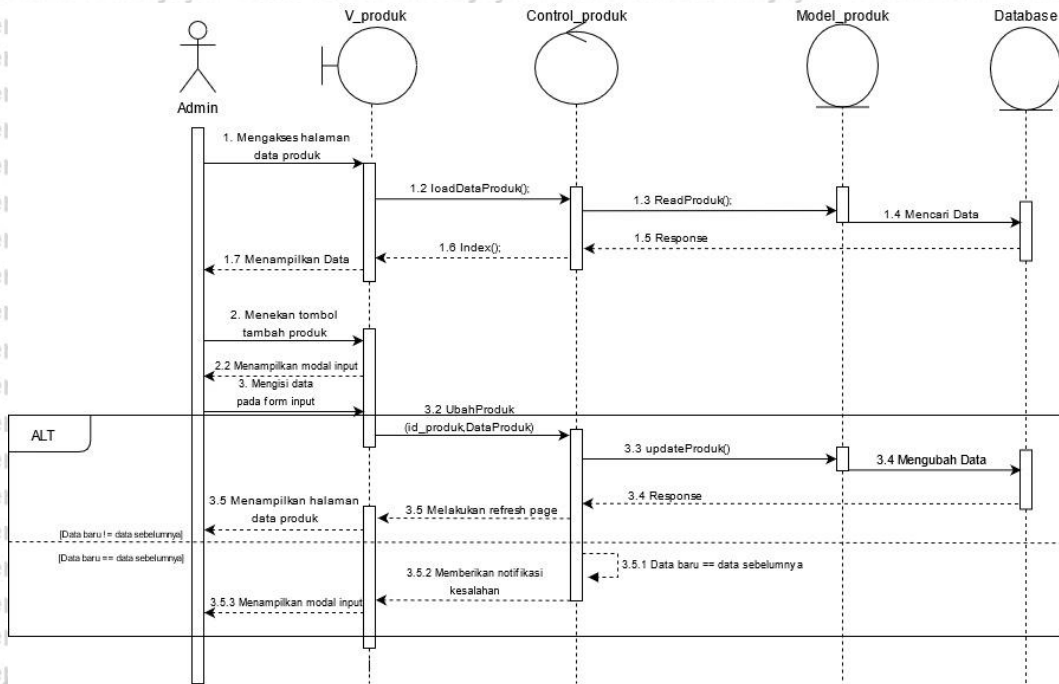 V_produk
Control_produk
Model_produk
Database
Admin
1. Mengakses halaman
data produk
1.2 loadDataProduk();
1.3 ReadProduk();
1.4 Mencari Data
1.5 Response
1.6 Index();
1.7 Menampilkan Data
2. Menekan tombol
tambah produk
2.2 Menampilkan modal input
3. Mengisi data
pada form input
ALT
3.2 UbahProduk
(id_produk,DataProduk)
3.3 updateProduk()
3.4 Mengubah Data
3.4 Response
3.5 Melakukan refresh page
3.5 Menampilkan halaman
data produk
[Data baru != data sebelumnya]
[Data baru == data sebelumnya]
3.5.1 Data baru == data sebelumnya
3.5.2 Memberikan notifikasi
kesalahan
3.5.3 Menampilkan modal input